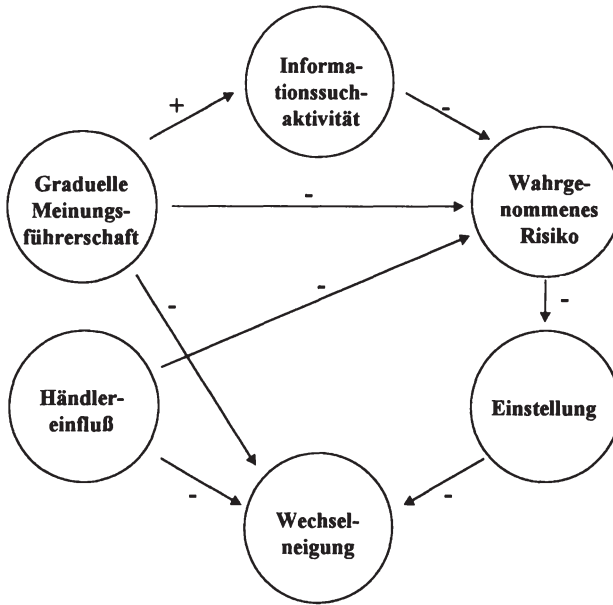 Informa-
tionssuch-
aktivität
+
-
Graduelle
Meinungs-
führerschaft
-
Wahrge-
nommenes
Risiko
-
-
-
Händler-
einfluß
Einstellung
-
-
Wechsel-
neigung